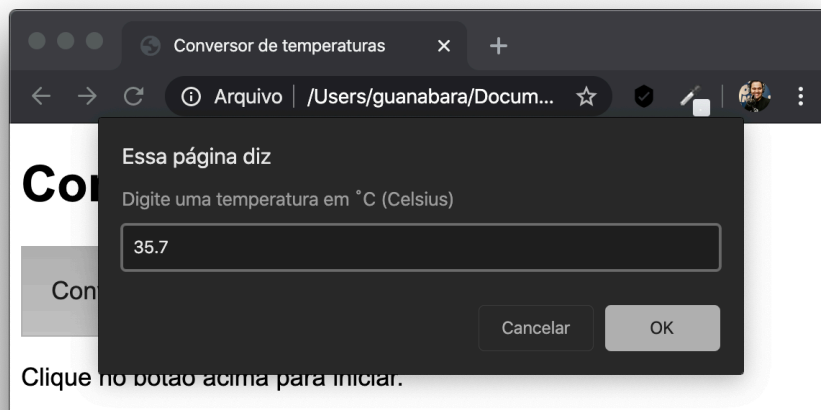 Conversor de temperaturas
Arquivo | /Users/guanabara/Docum...
Essa página diz
Co
Digite uma temperatura em °C (Celsius)
35.7
Con
Cancelar OK
Clique no botão acima para iniciar.